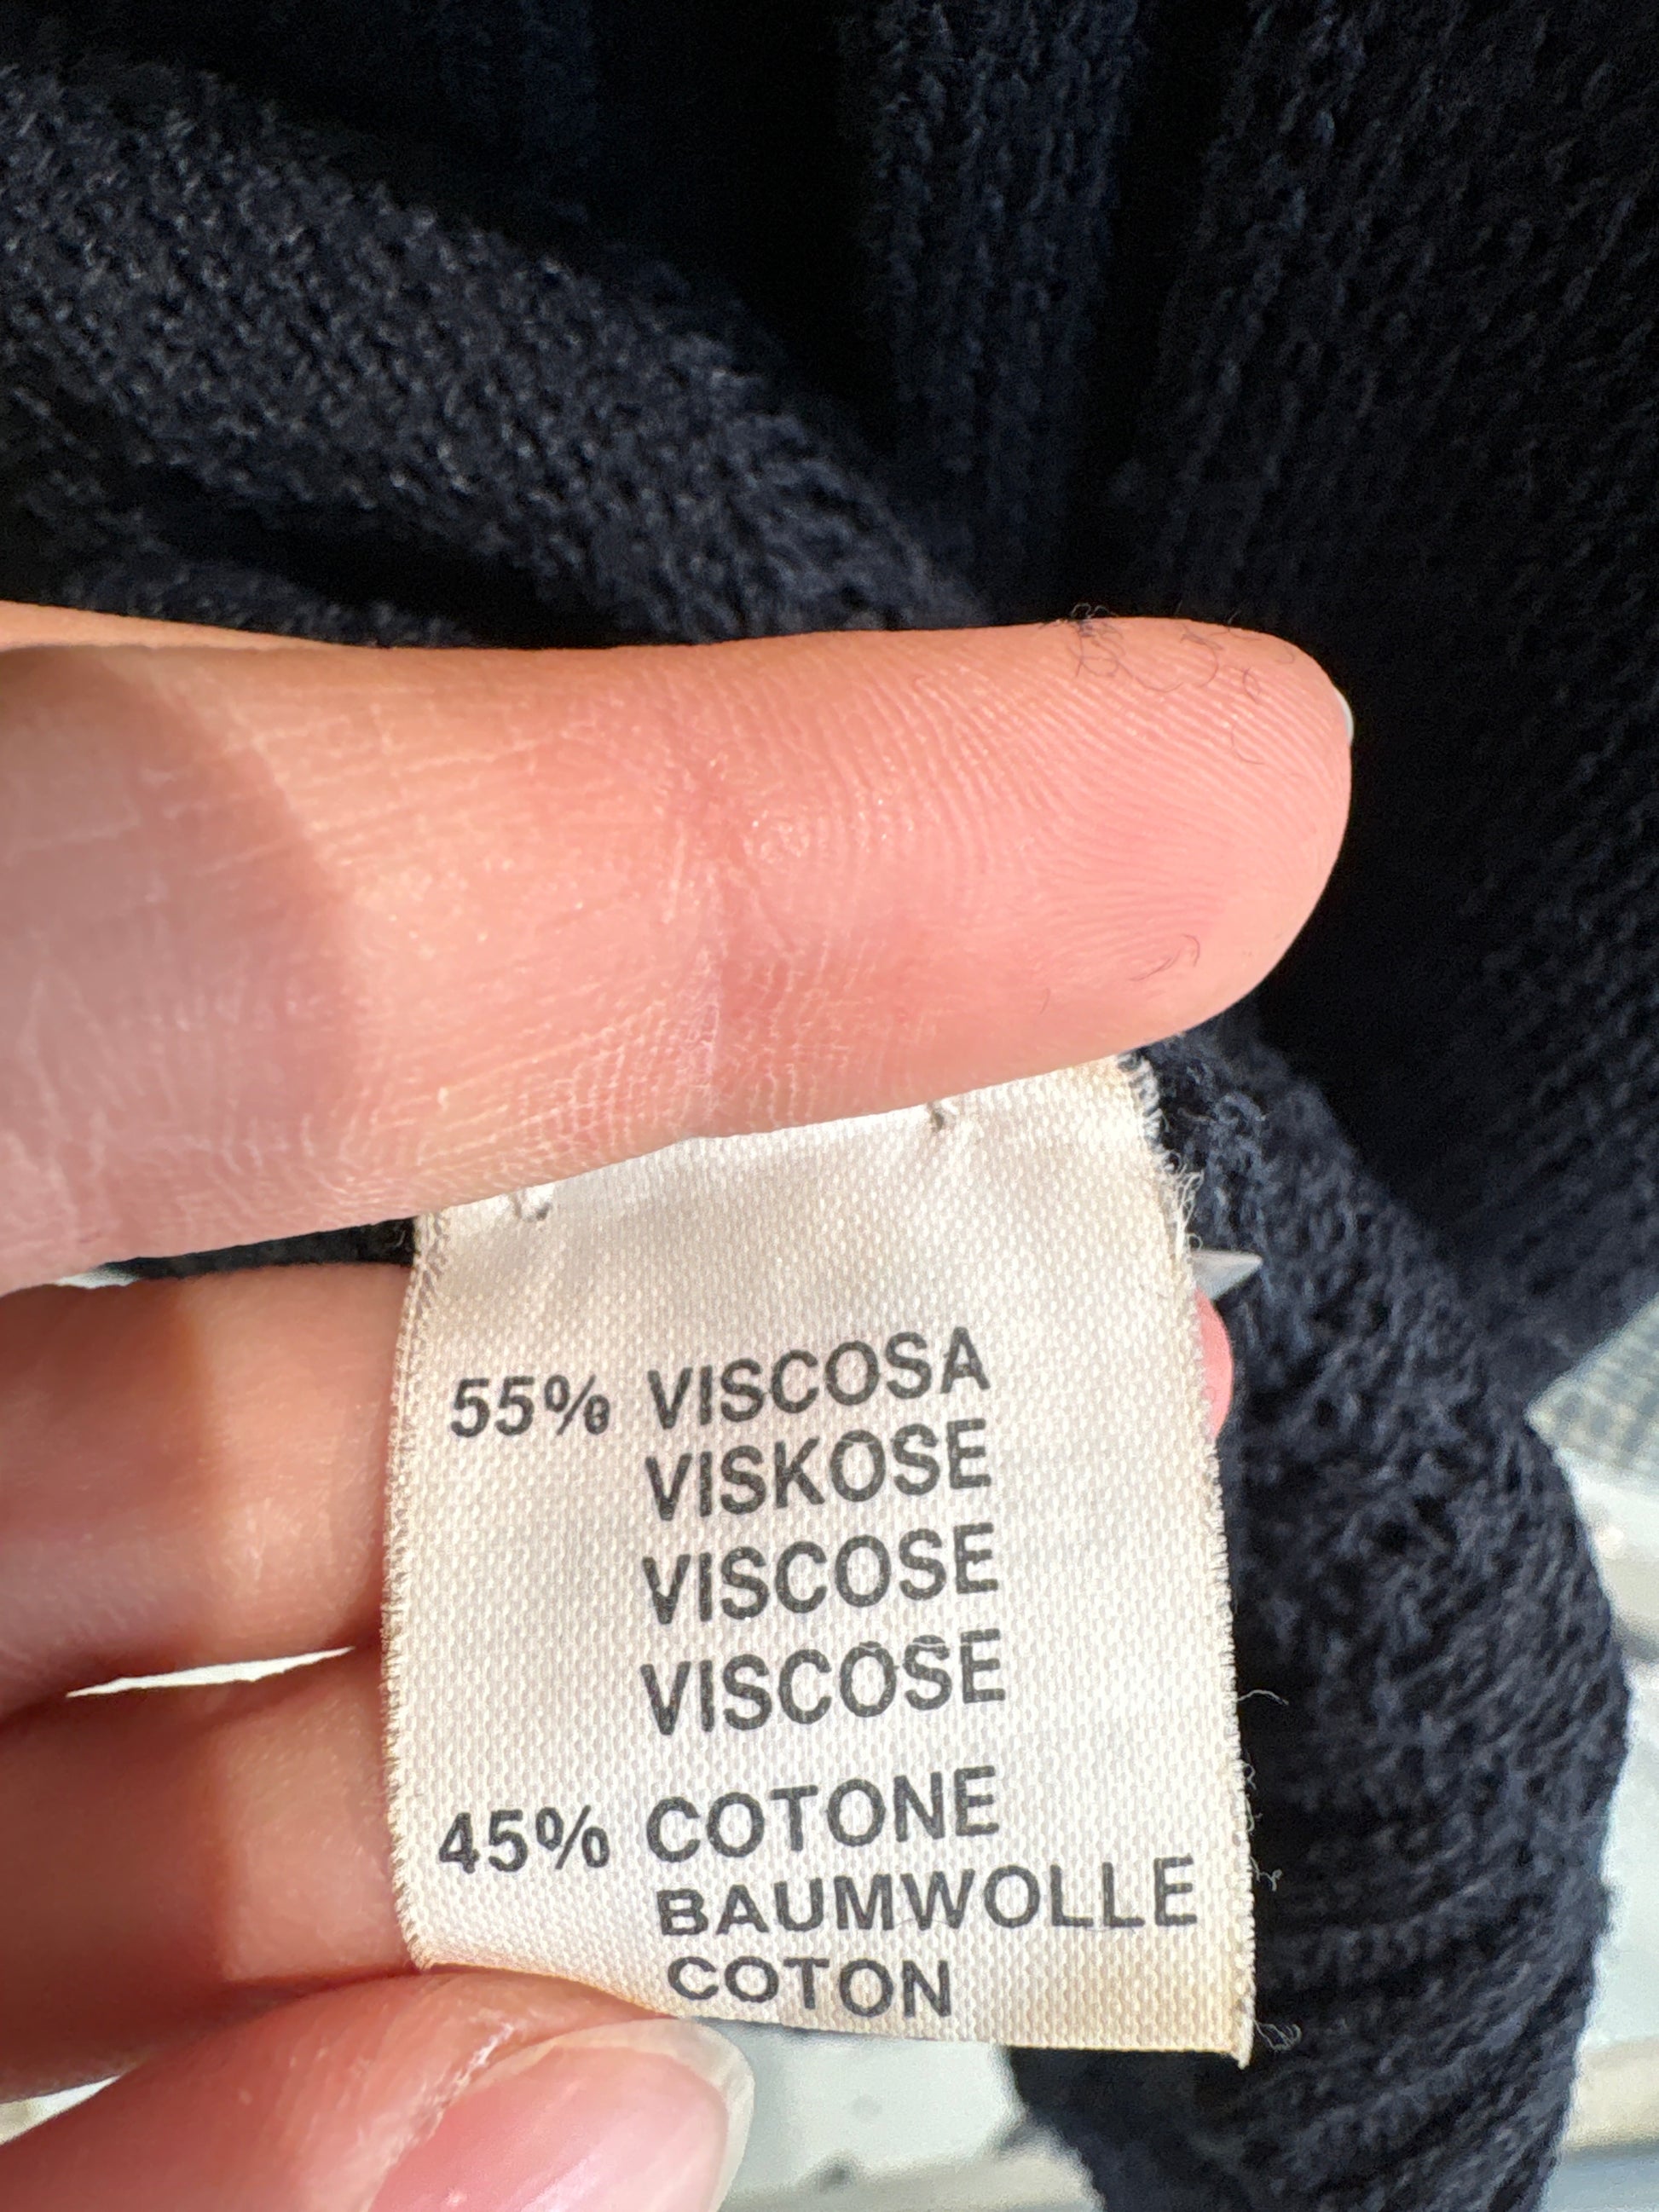 55% VISCOSA
VISKOSE
VISCOSE
VISCOSE
45% COTONE
BAUMWOLLE
COTON